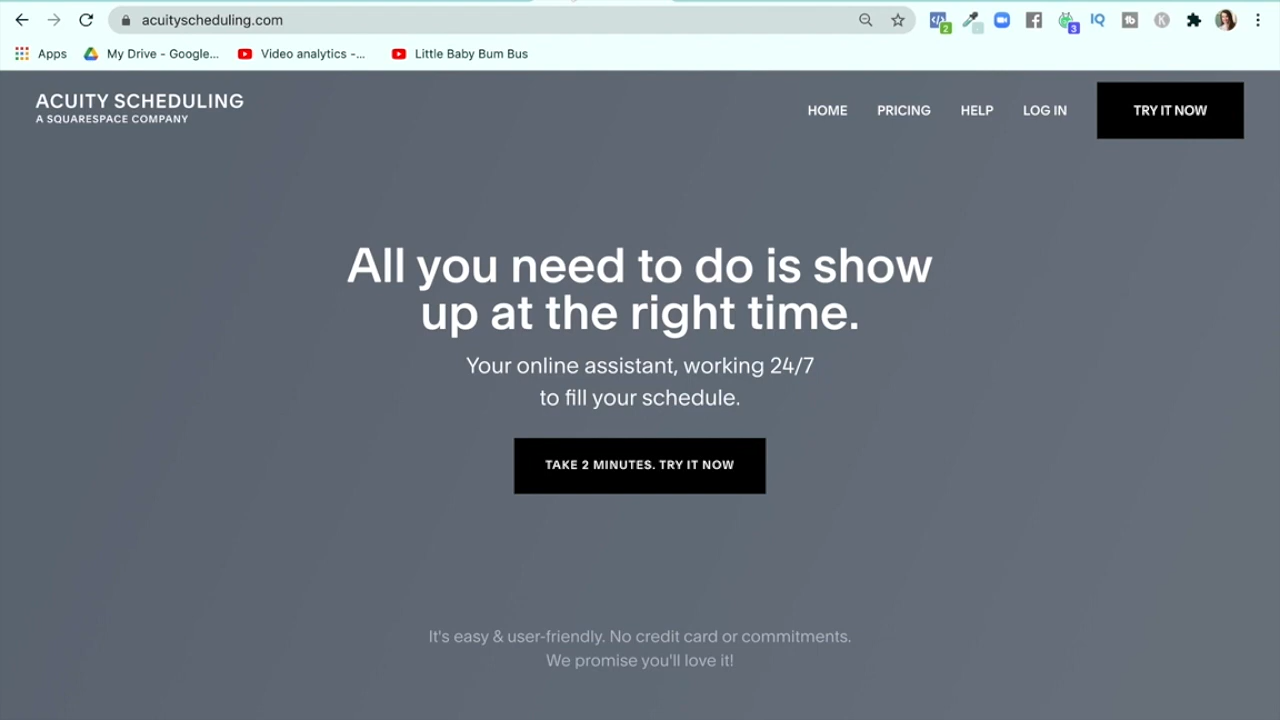 acuityscheduling.com
2
3
IQ
K
Apps
My Drive - Google...
Video analytics -...
Little Baby Bum Bus
ACUITY SCHEDULING
A SQUARESPACE COMPANY
HOME
PRICING
HELP
LOG IN
TRY IT NOW
All you need to do is show
up at the right time.
Your online assistant, working 24/7
to fill your schedule.
TAKE 2 MINUTES. TRY IT NOW
It's easy & user-friendly. No credit card or commitments.
We promise you'll love it!